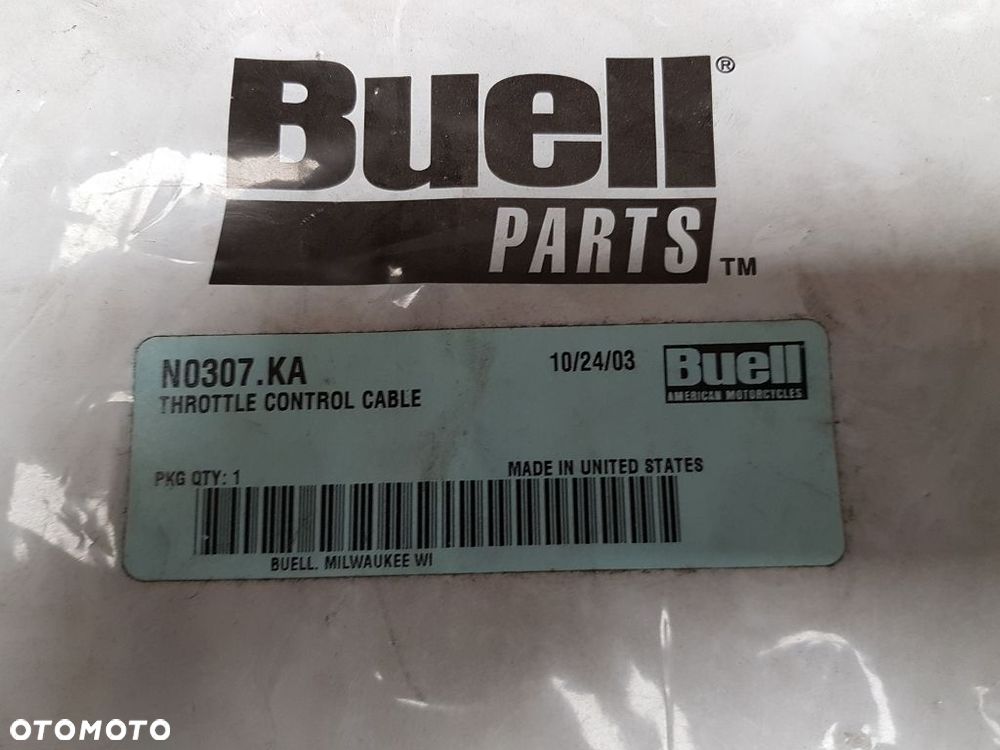 Buell®
PARTS™
N0307.KA
10/24/03
Buell
AMERICAN MOTORCYCLES
THROTTLE CONTROL CABLE
PKG QTY: 1
MADE IN UNITED STATES
BUELL. MILWAUKEE WI
OTOMOTO